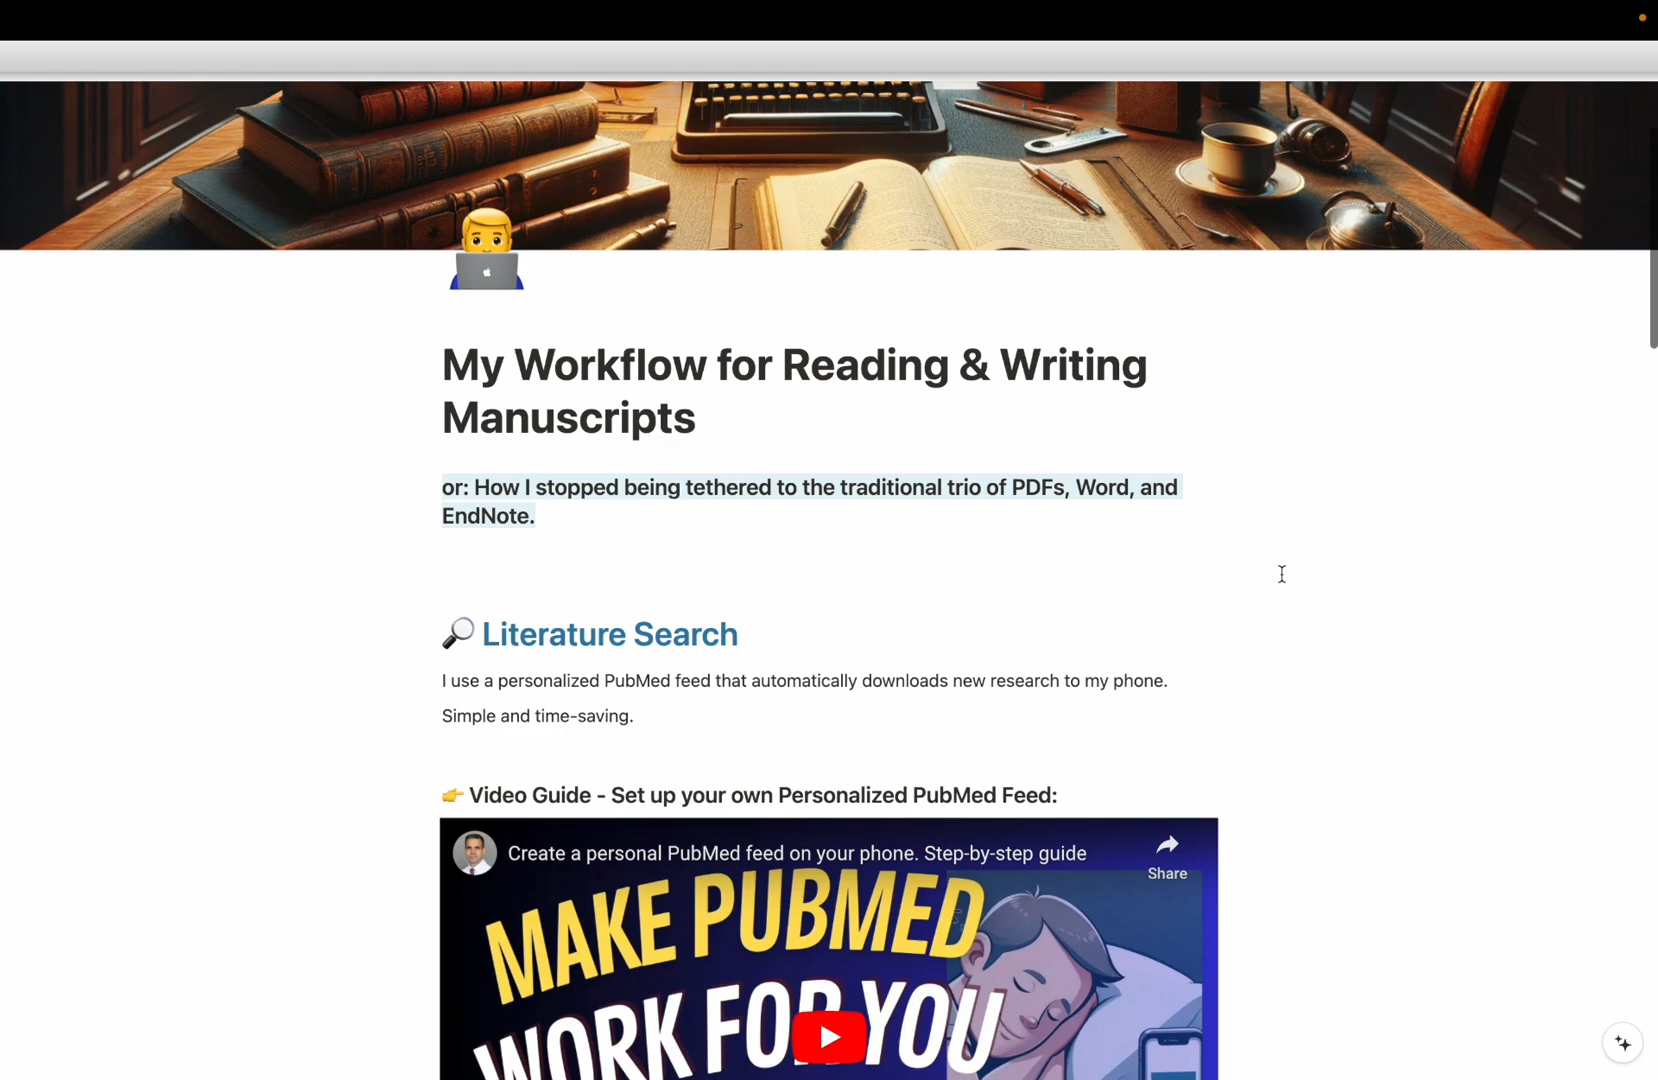 My Workflow for Reading & Writing
Manuscripts
or: How I stopped being tethered to the traditional trio of PDFs, Word, and
EndNote.
🔎 Literature Search
I use a personalized PubMed feed that automatically downloads new research to my phone.
Simple and time-saving.
👉 Video Guide - Set up your own Personalized PubMed Feed:
Create a personal PubMed feed on your phone. Step-by-step guide
Share
MAKE PUBMED
WORK FOR YOU